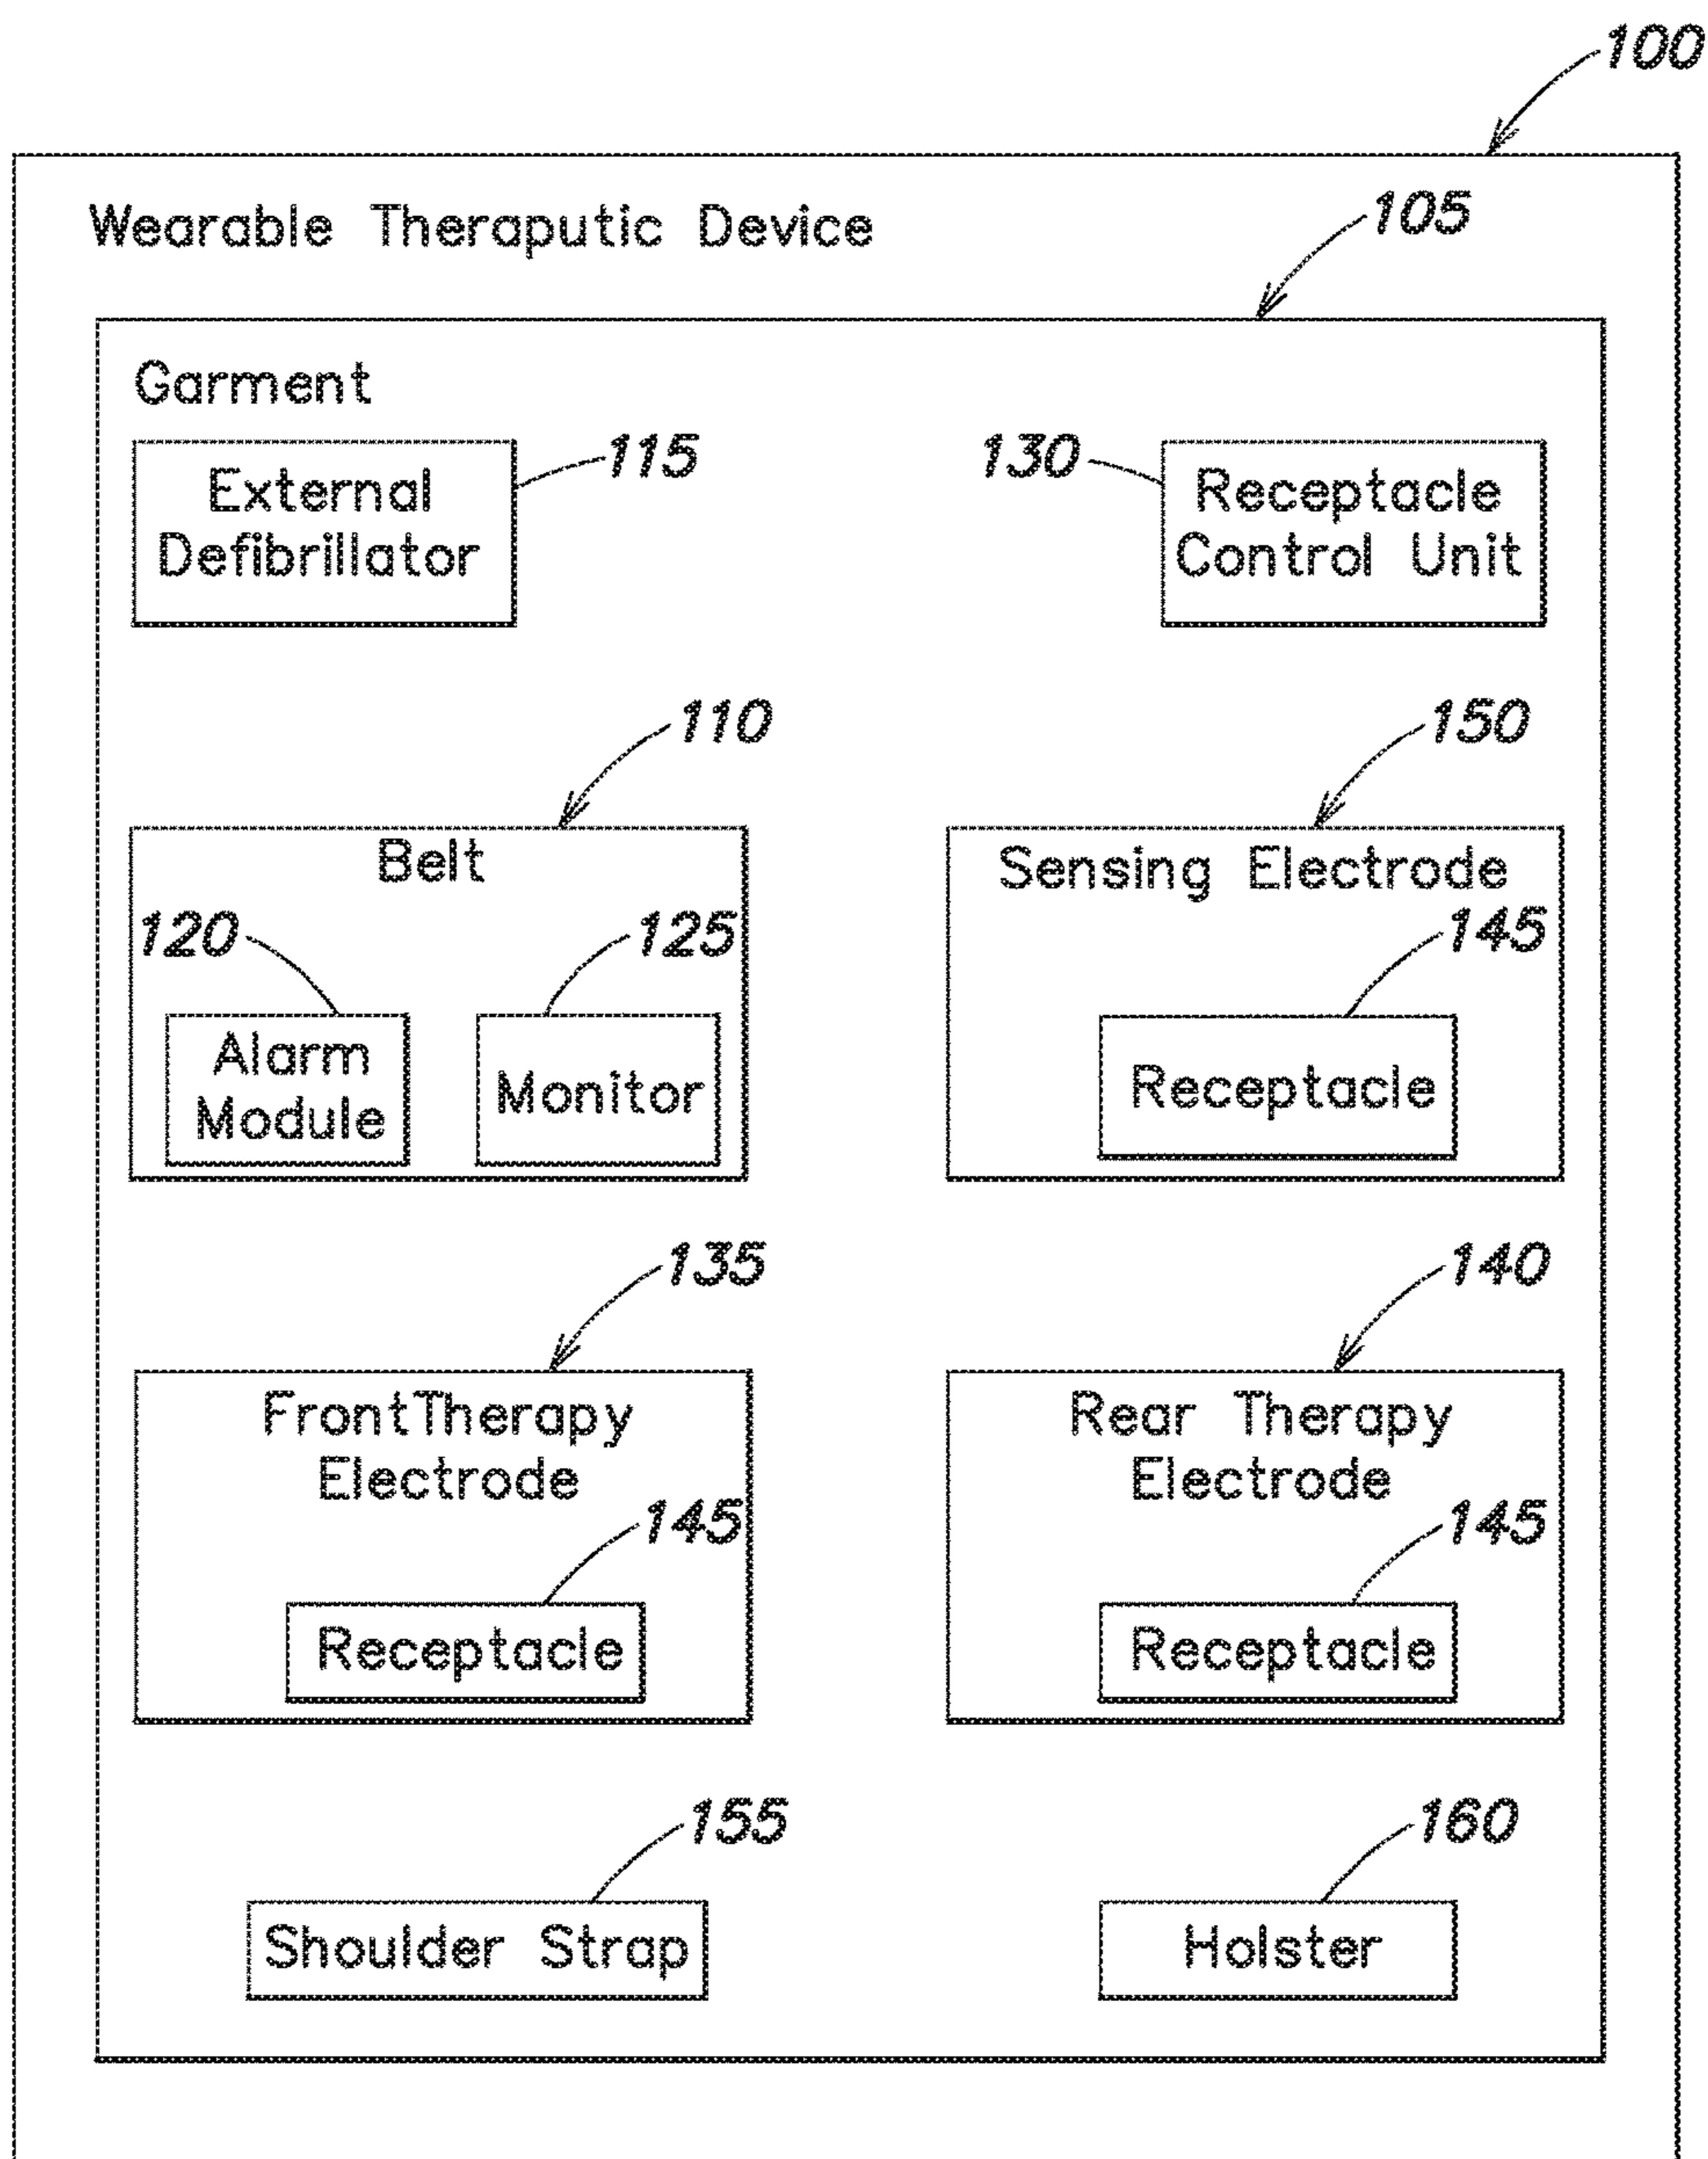 100
Wearable Theraputic Device
105
Garment
115
External
Defibrillator
130
Receptacle
Control Unit
110
Belt
120
Alarm
Module
125
Monitor
150
Sensing Electrode
145
Receptacle
135
FrontTherapy
Electrode
145
Receptacle
140
Rear Therapy
Electrode
145
Receptacle
155
Shoulder Strap
160
Holster